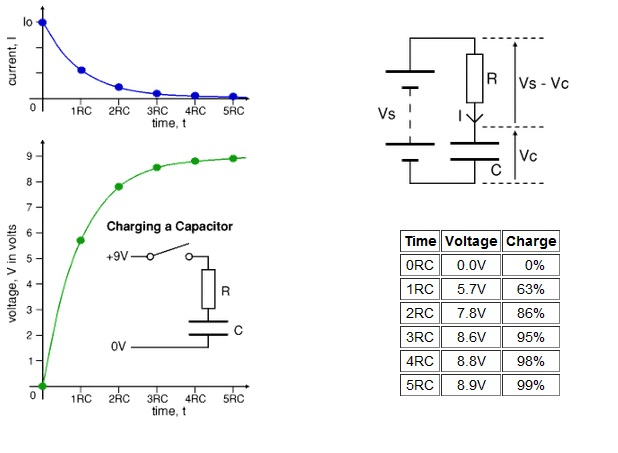 Io
current, I
0
1RC 2RC 3RC 4RC 5RC
time, t
9
8
7
6
5
4
3
2
1
0
voltage, V in volts
Charging a Capacitor
+9V
R
C
0V
1RC 2RC 3RC 4RC 5RC
time, t
R
Vs - Vc
Vs
I
Vc
C
Time Voltage Charge
0RC 0.0V 0%
1RC 5.7V 63%
2RC 7.8V 86%
3RC 8.6V 95%
4RC 8.8V 98%
5RC 8.9V 99%